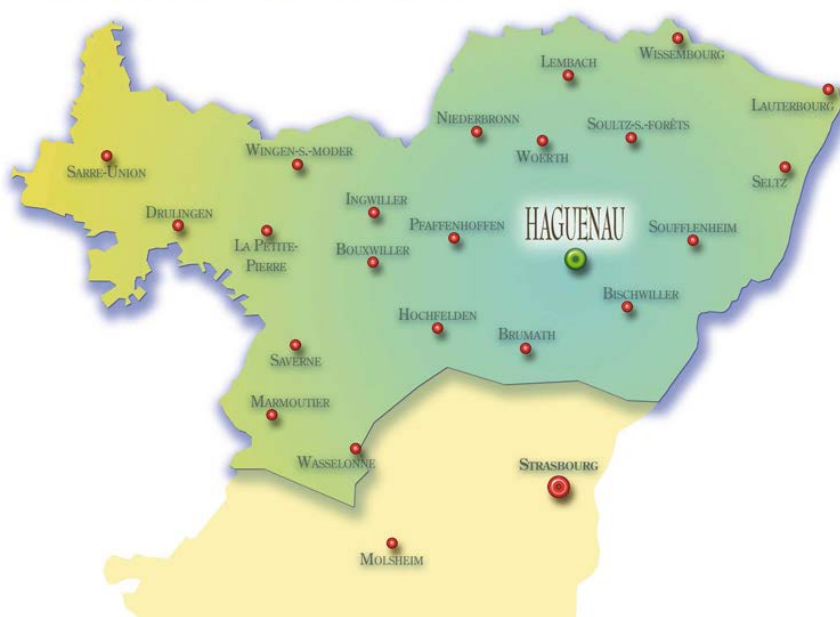 WISSEMBOURG
LEMBACH
LAUTERBOURG
NIEDERBRONN
SOULTZ-S.-FORÊTS
WOERTH
WINGEN-S.-MODER
SARRE-UNION
SELTZ
INGWILLER
DRULINGEN
PFAFFENHOFFEN
HAGUENAU
SOUFFLENHEIM
LA PETITE-
PIERRE
BOUXWILLER
BISCHWILLER
HOCHFELDEN
BRUMATH
SAVERNE
MARMOUTIER
WASSELONNE
STRASBOURG
MOLSHEIM